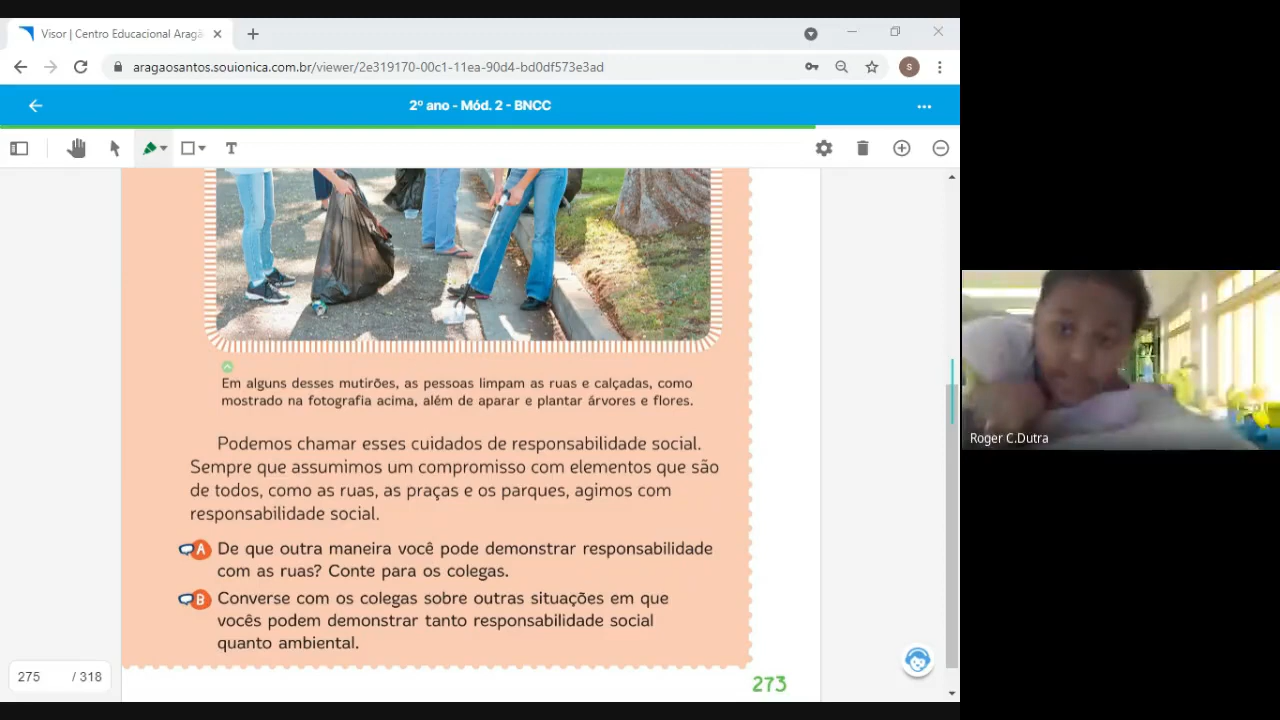 Visor | Centro Educacional Aragã
aragaosantos.souionica.com.br/viewer/2e319170-00c1-11ea-90d4-bd0df573e3ad
S
2º ano - Mód. 2 - BNCC
T
Em alguns desses mutirões, as pessoas limpam as ruas e calçadas, como
mostrado na fotografia acima, além de aparar e plantar árvores e flores.
Podemos chamar esses cuidados de responsabilidade social.
Sempre que assumimos um compromisso com elementos que são
de todos, como as ruas, as praças e os parques, agimos com
responsabilidade social.
A De que outra maneira você pode demonstrar responsabilidade
com as ruas? Conte para os colegas.
B Converse com os colegas sobre outras situações em que
vocês podem demonstrar tanto responsabilidade social
quanto ambiental.
275 / 318
273
Roger C.Dutra